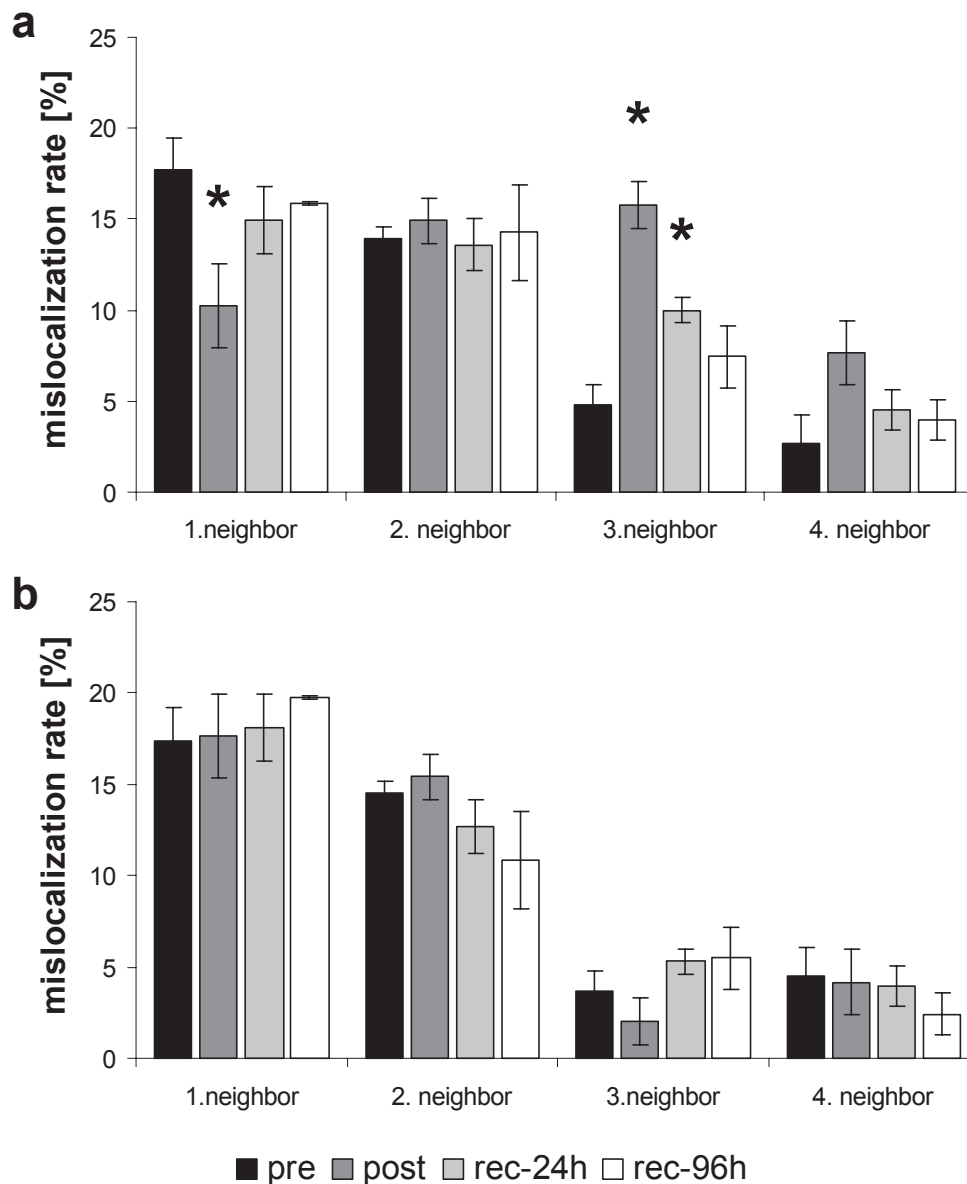 a
mislocalization rate [%]
25
20
15
10
5
0
* * *
1.neighbor 2. neighbor 3.neighbor 4. neighbor
b
mislocalization rate [%]
25
20
15
10
5
0
1.neighbor 2. neighbor 3.neighbor 4. neighbor
pre post rec-24h rec-96h